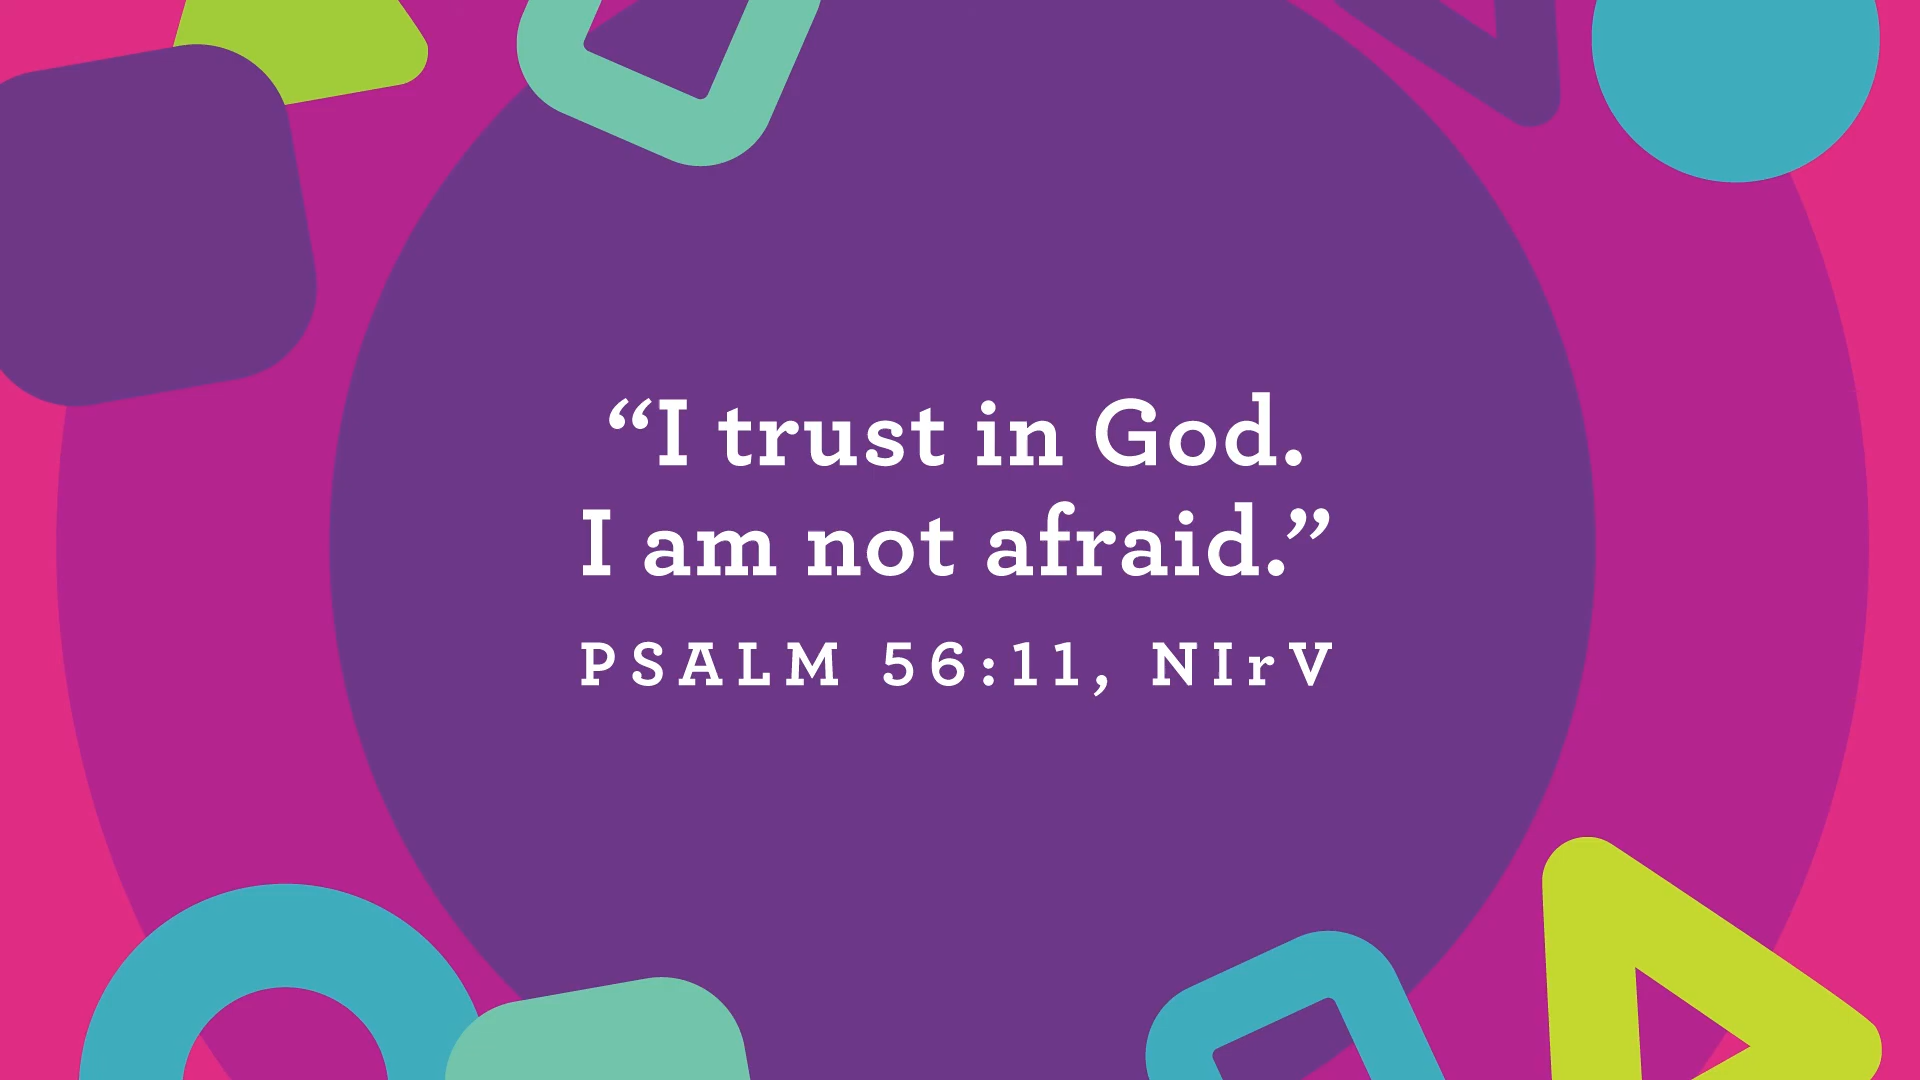 “I trust in God.
I am not afraid.”
PSALM 56:11, NIrV